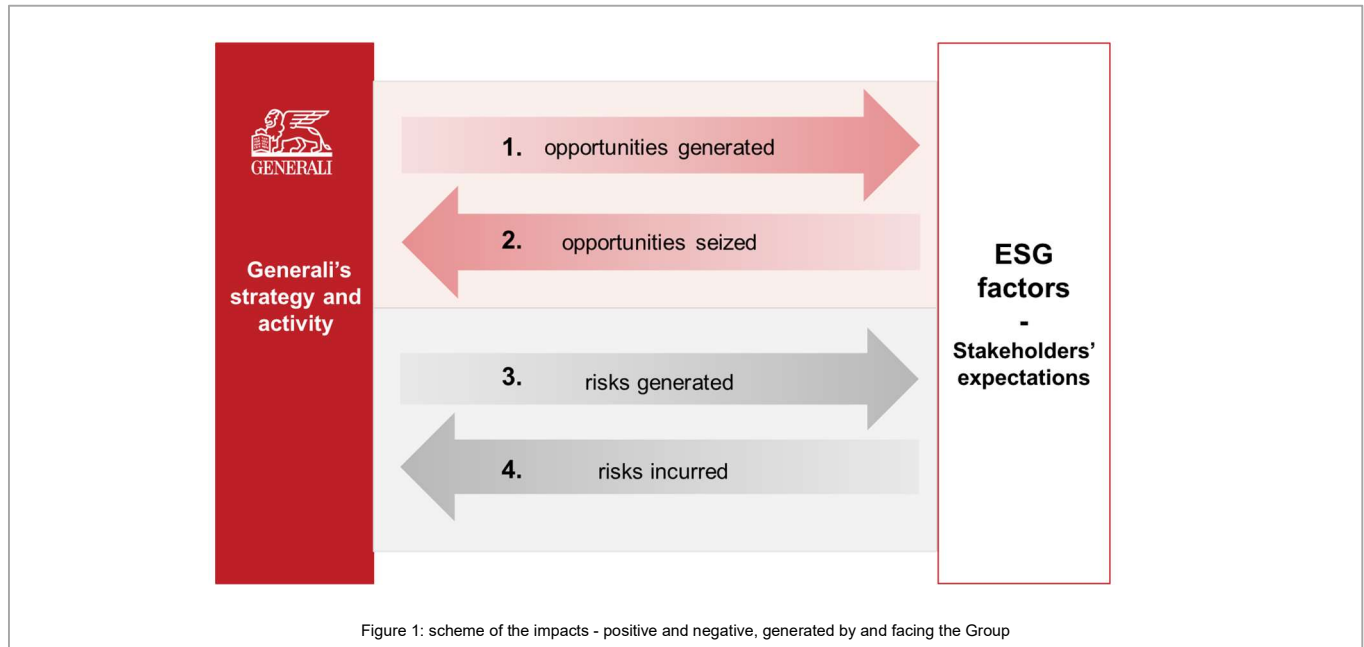 GENERALI
Generali’s
strategy and
activity
1. opportunities generated
2. opportunities seized
3. risks generated
4. risks incurred
ESG
factors
-
Stakeholders’
expectations
Figure 1: scheme of the impacts - positive and negative, generated by and facing the Group